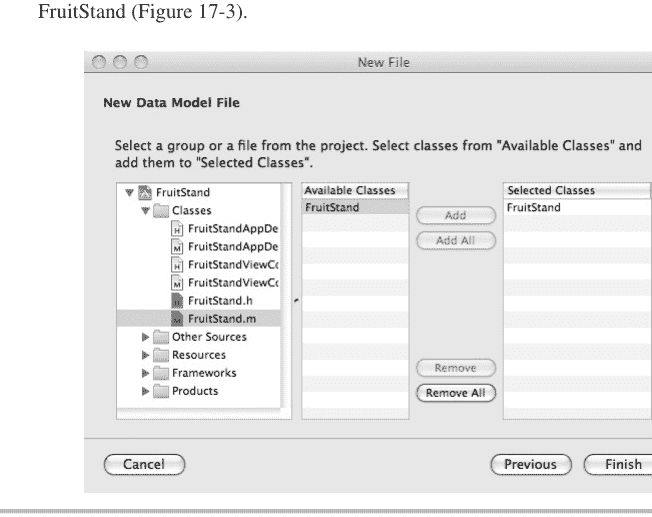 FruitStand (Figure 17-3).
New File
New Data Model File
Select a group or a file from the project. Select classes from "Available Classes" and
add them to "Selected Classes".
FruitStand
Classes
FruitStandAppDe
FruitStandAppDe
FruitStandViewCo
FruitStandViewCo
FruitStand.h
FruitStand.m
Other Sources
Resources
Frameworks
Products
Available Classes
FruitStand
Add
Add All
Remove
Remove All
Selected Classes
FruitStand
Cancel
Previous
Finish